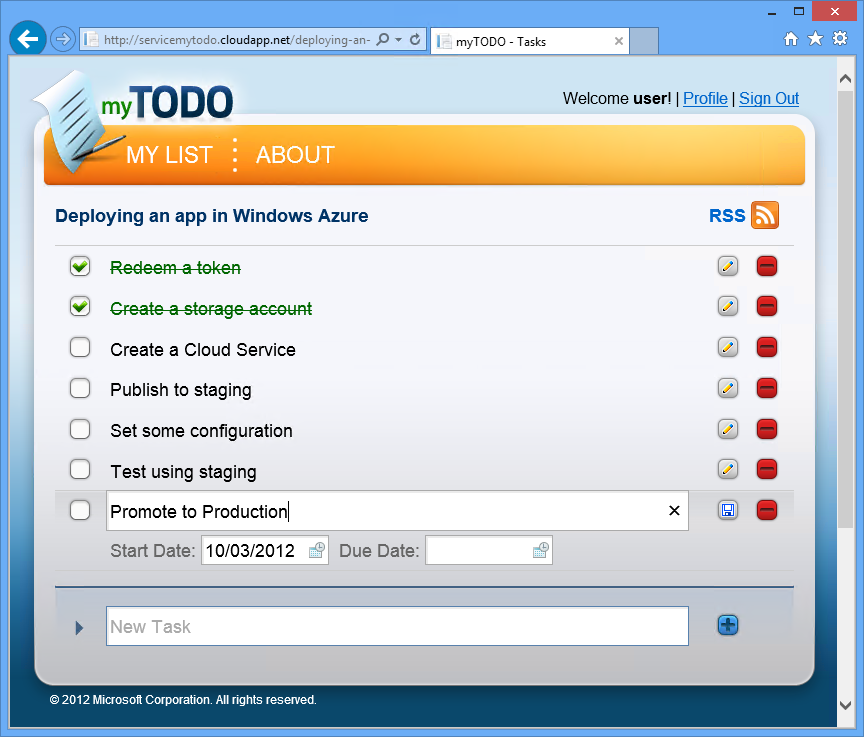 http://servicemytodo.cloudapp.net/deploying-an-
myTODO - Tasks
myTODO
Welcome user! | Profile | Sign Out
MY LIST
ABOUT
Deploying an app in Windows Azure
RSS
Redeem a token
Create a storage account
Create a Cloud Service
Publish to staging
Set some configuration
Test using staging
Promote to Production
Start Date: 10/03/2012 Due Date:
New Task
© 2012 Microsoft Corporation. All rights reserved.